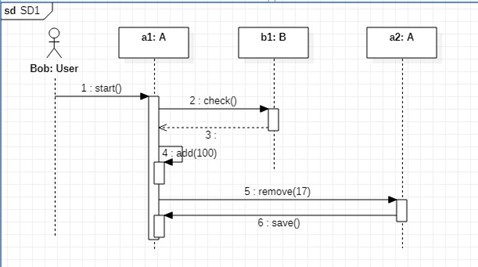 sd SD1
a1: A
b1: B
a2: A
Bob: User
1 : start()
2 : check()
3 :
4 : add(100)
5 : remove(17)
6 : save()